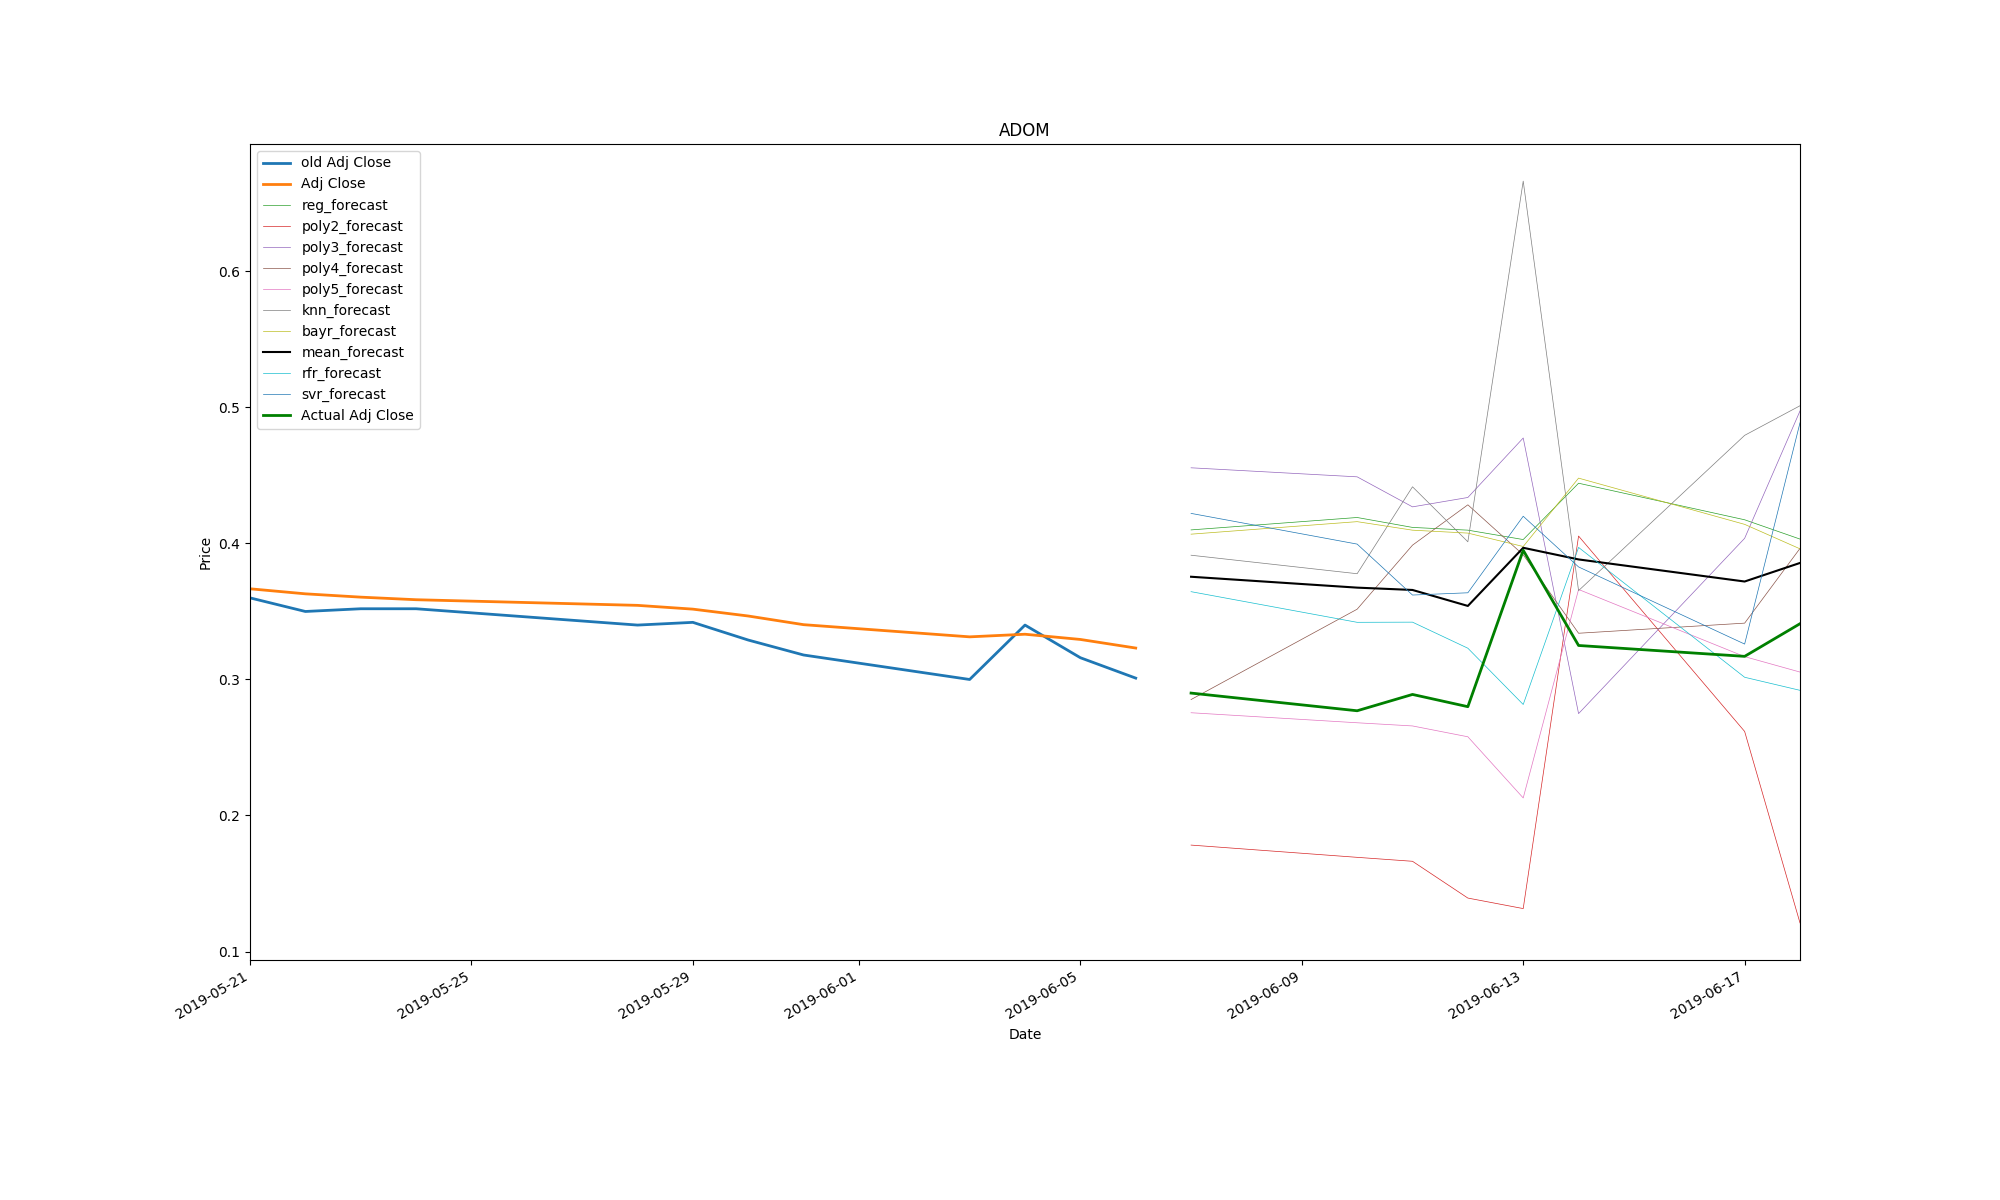 ADOM
old Adj Close
Adj Close
reg_forecast
poly2_forecast
poly3_forecast
poly4_forecast
poly5_forecast
knn_forecast
bayr_forecast
mean_forecast
rfr_forecast
svr_forecast
Actual Adj Close
Price
0.6
0.5
0.4
0.3
0.2
0.1
2019-05-21
2019-05-25
2019-05-29
2019-06-01
2019-06-05
2019-06-09
2019-06-13
2019-06-17
Date